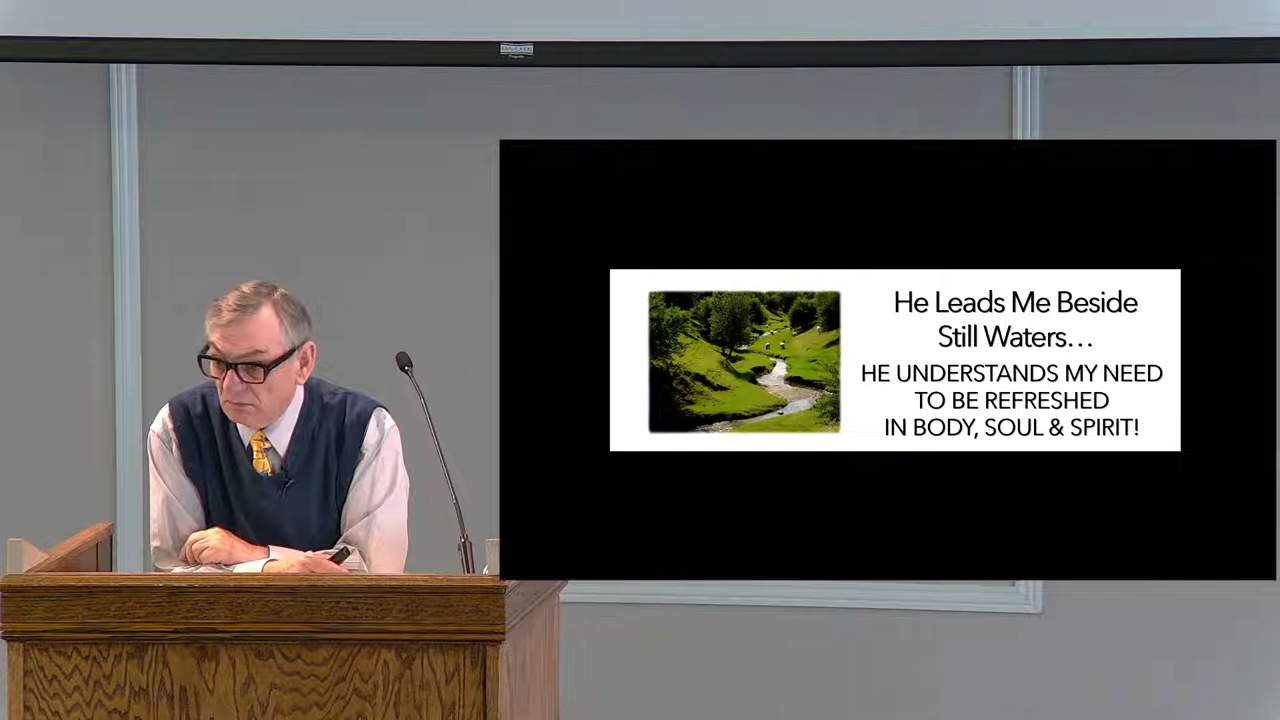 He Leads Me Beside
Still Waters…
HE UNDERSTANDS MY NEED
TO BE REFRESHED
IN BODY, SOUL & SPIRIT!